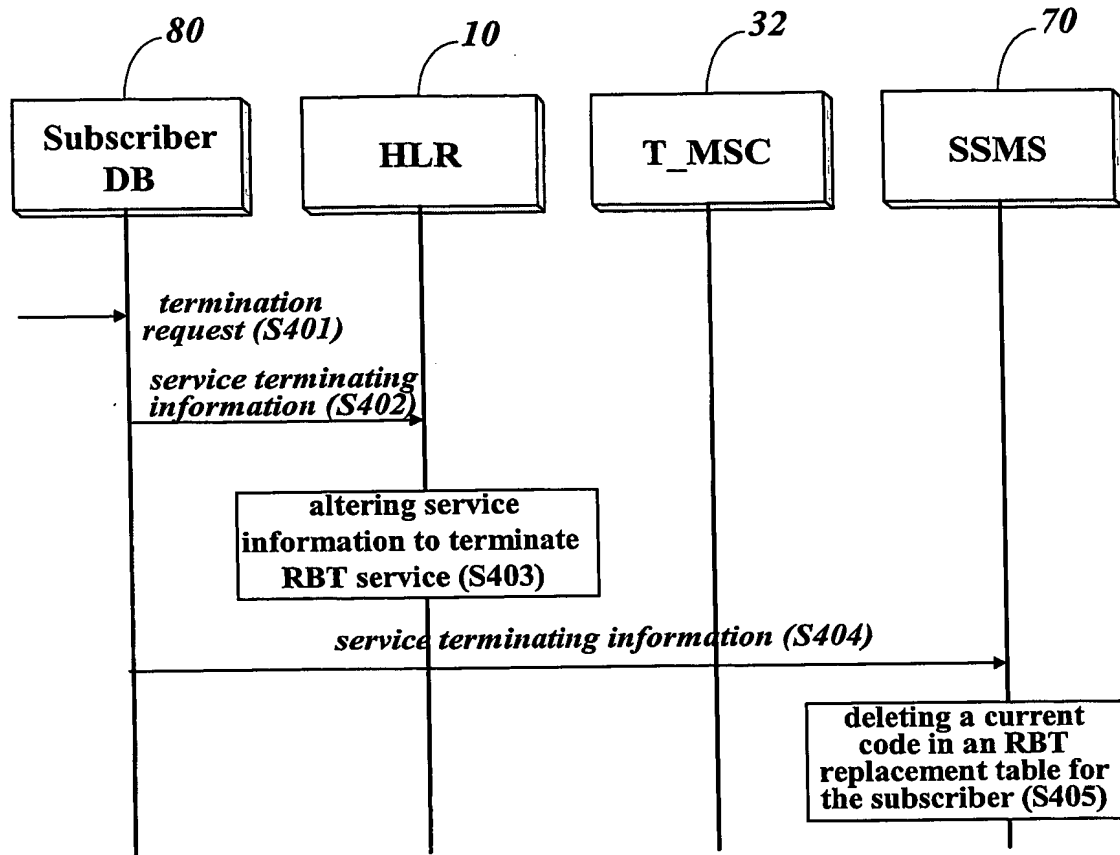 80
10
32
70
Subscriber
DB
HLR
T_MSC
SSMS
termination
request (S401)
service terminating
information (S402)
altering service
information to terminate
RBT service (S403)
service terminating information (S404)
deleting a current
code in an RBT
replacement table for
the subscriber (S405)